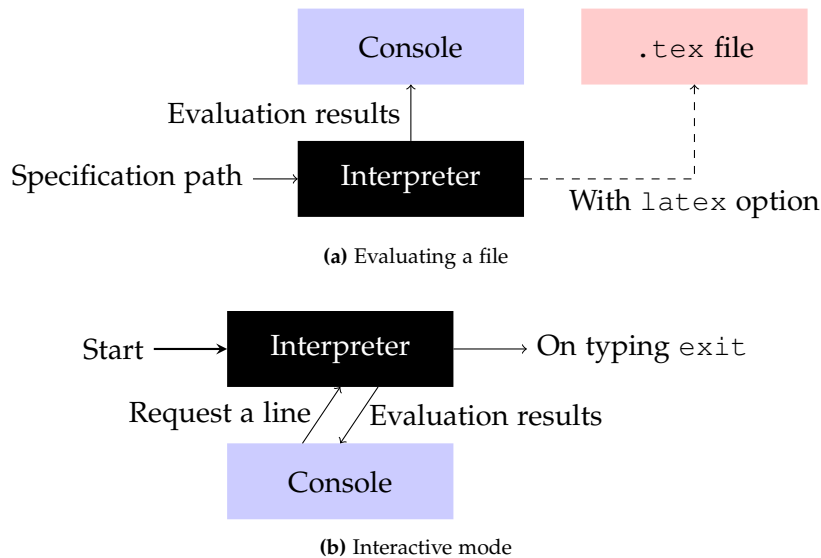 Console
.tex file
Evaluation results
Specification path
Interpreter
With latex option
(a) Evaluating a file
Start
Interpreter
On typing exit
Request a line
Evaluation results
Console
(b) Interactive mode